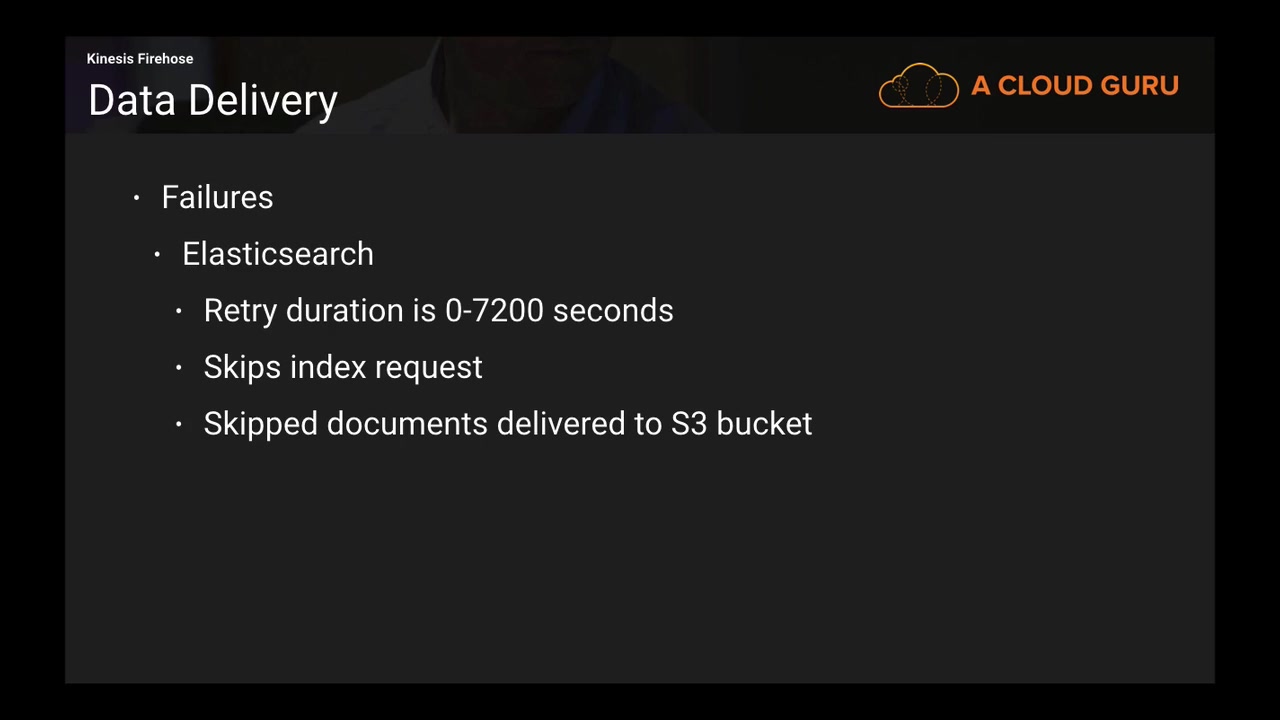 Kinesis Firehose
Data Delivery
A CLOUD GURU
• Failures
• Elasticsearch
• Retry duration is 0-7200 seconds
• Skips index request
• Skipped documents delivered to S3 bucket